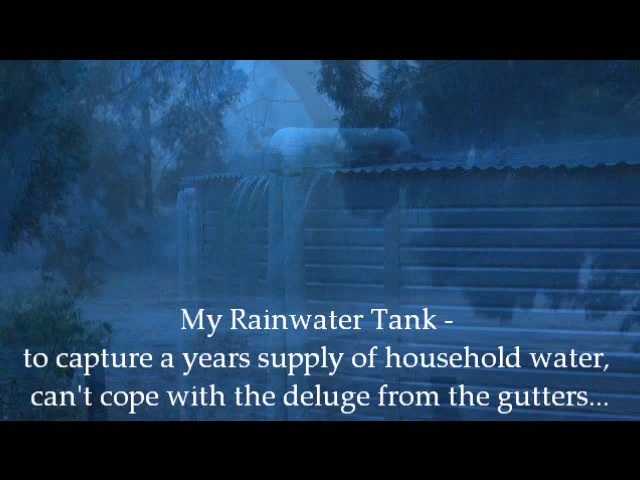 My Rainwater Tank -
to capture a years supply of household water,
can't cope with the deluge from the gutters...